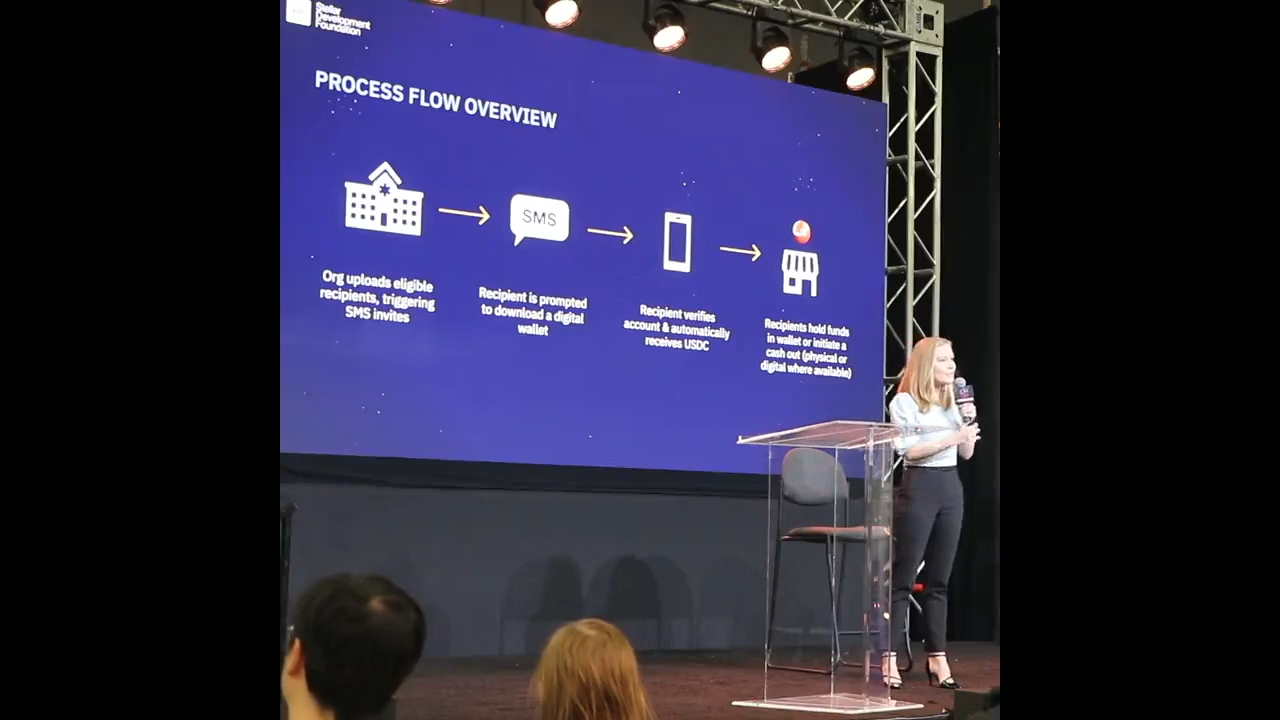 Stellar
Development
Foundation
PROCESS FLOW OVERVIEW
SMS
Org uploads eligible
recipients, triggering
SMS invites
Recipient is prompted
to download a digital
wallet
Recipient verifies
account & automatically
receives USDC
Recipients hold funds
in wallet or initiate a
cash out (physical or
digital where available)